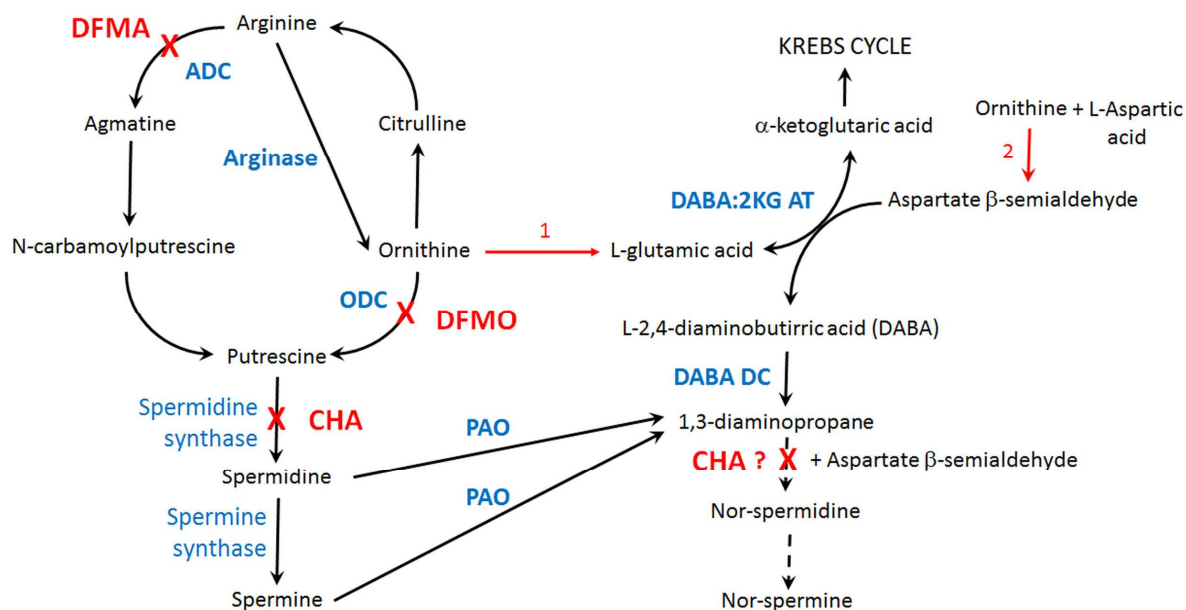 DFMA
Arginine
ADC
Agmatine
Citrulline
Arginase
N-carbamoylputrescine
Ornithine
1
ODC
X
DFMO
Putrescine
Spermidine
synthase
X
CHA
PAO
Spermidine
PAO
Spermine
synthase
Spermine
X
KREBS CYCLE
α-ketoglutaric acid
Ornithine + L-Aspartic
acid
2
DABA:2KG AT
Aspartate β-semialdehyde
L-glutamic acid
L-2,4-diaminobutirric acid (DABA)
DABA DC
1,3-diaminopropane
CHA ? X + Aspartate β-semialdehyde
Nor-spermidine
Nor-spermine